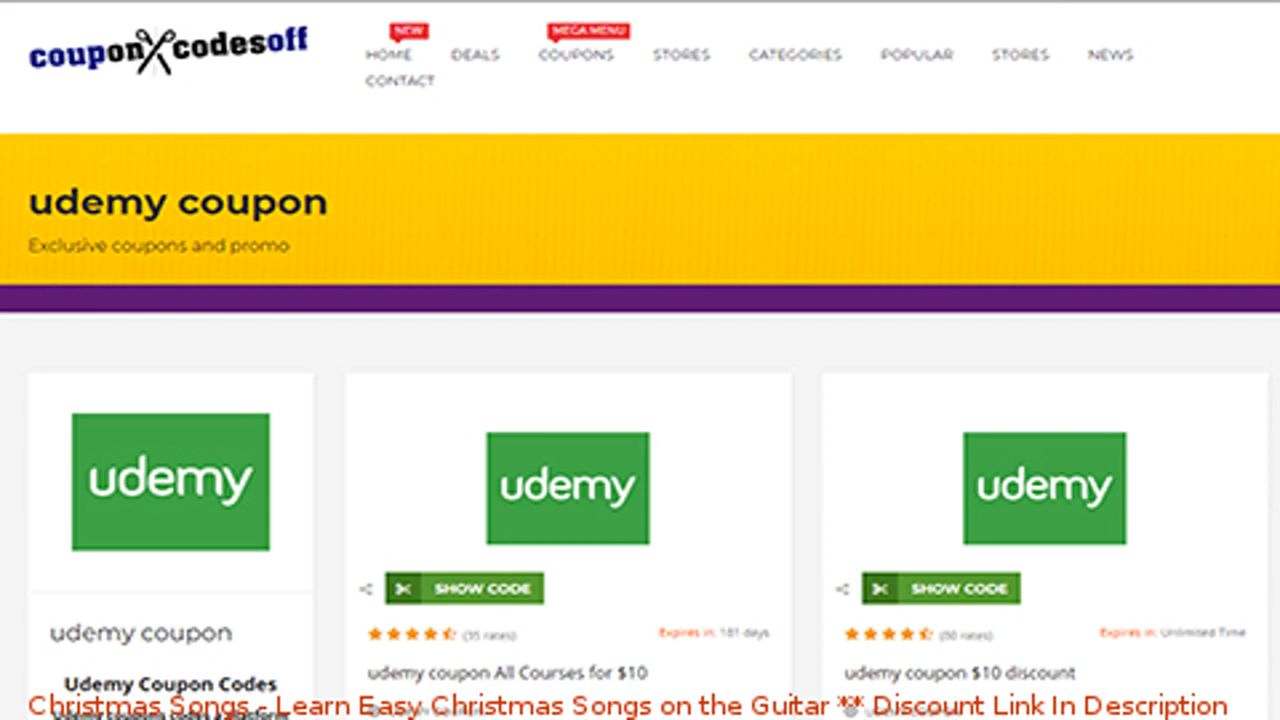 coupon codesoff
NEW
MEGA MENU
HOME DEALS COUPONS STORES CATEGORIES POPULAR STORES NEWS
CONTACT
udemy coupon
Exclusive coupons and promo
udemy
udemy coupon
Udemy Coupon Codes
udemy
SHOW CODE
(35 rates)
Expires in: 181 days
udemy coupon All Courses for $10
udemy
SHOW CODE
Expires in: Unlimited Time
udemy coupon $10 discount
Christmas Songs - Learn Easy Christmas Songs on the Guitar ** Discount Link In Description